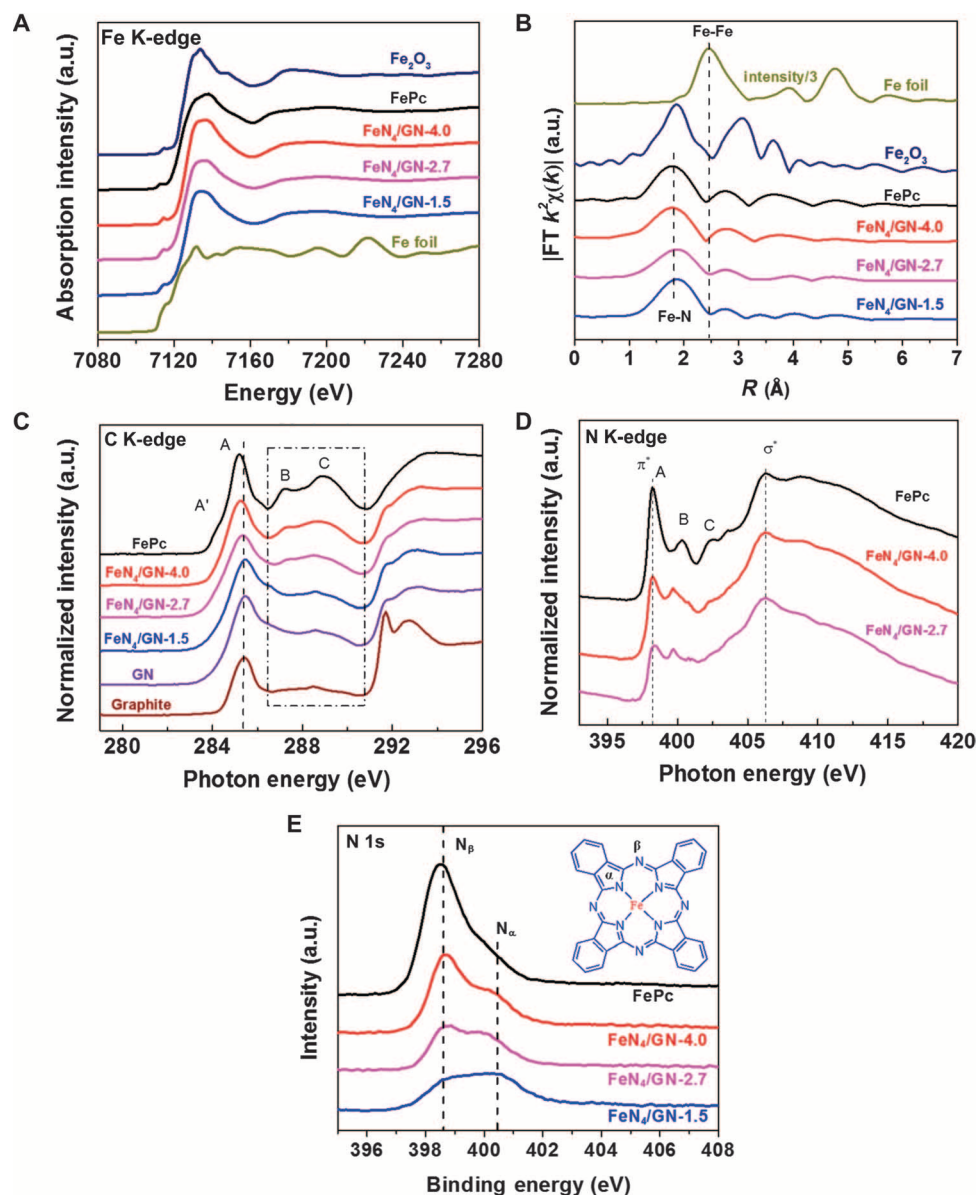 A
Fe K-edge
Fe₂O₃
FePc
FeN₄/GN-4.0
FeN₄/GN-2.7
FeN₄/GN-1.5
Fe foil
Absorption intensity (a.u.)
7080 7120 7160 7200 7240 7280
Energy (eV)
B
Fe-Fe
intensity/3
Fe foil
Fe₂O₃
FePc
FeN₄/GN-4.0
FeN₄/GN-2.7
FeN₄/GN-1.5
Fe-N
|FT k²χ(k)| (a.u.)
0 1 2 3 4 5 6 7
R (Å)
C
C K-edge
A
B
C
A'
FePc
FeN₄/GN-4.0
FeN₄/GN-2.7
FeN₄/GN-1.5
GN
Graphite
Normalized intensity (a.u.)
280 284 288 292 296
Photon energy (eV)
D
N K-edge
π*
A
B
C
σ*
FePc
FeN₄/GN-4.0
FeN₄/GN-2.7
Normalized intensity (a.u.)
395 400 405 410 415 420
Photon energy (eV)
E
N 1s
Nβ
Nα
β
α
N
N
N
N
Fe
N
N
N
N
FePc
FeN₄/GN-4.0
FeN₄/GN-2.7
FeN₄/GN-1.5
Intensity (a.u.)
396 398 400 402 404 406 408
Binding energy (eV)